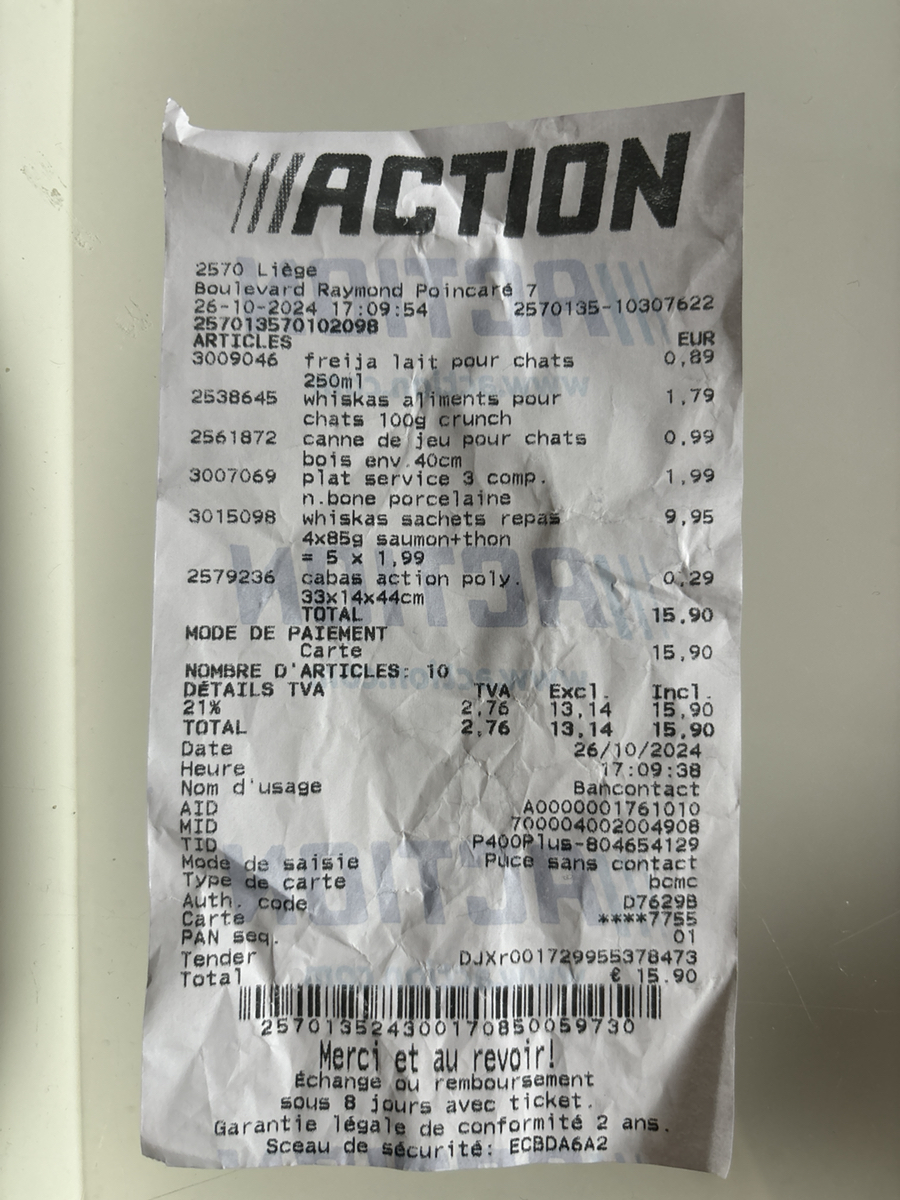 ACTION
2570 Liège
Boulevard Raymond Poincaré 7
26-10-2024 17:09:54 2570135-10307622
257013570102098
ARTICLES EUR
3009046 freija lait pour chats 0,89
250ml
2538645 whiskas aliments pour 1,79
chats 100g crunch
2561872 canne de jeu pour chats 0,99
bois env.40cm
3007069 plat service 3 comp. 1,99
n.bone porcelaine
3015098 whiskas sachets repas 9,95
4x85g saumon+thon
= 5 x 1,99
2579236 cabas action poly. 0,29
33x14x44cm
TOTAL 15,90
MODE DE PAIEMENT
Carte 15,90
NOMBRE D'ARTICLES: 10
DÉTAILS TVA TVA Excl. Incl.
21% 2,76 13,14 15,90
TOTAL 2,76 13,14 15,90
Date 26/10/2024
Heure 17:09:38
Nom d'usage Bancontact
AID A0000001761010
MID 700004002004908
TID P400Plus-804654129
Mode de saisie Puce sans contact
Type de carte bcmc
Auth. code D7629B
Carte ****7755
PAN seq. 01
Tender DJXr001729955378473
Total € 15.90
257013524300170850059730
Merci et au revoir!
Échange ou remboursement
sous 8 jours avec ticket.
Garantie légale de conformité 2 ans.
Sceau de sécurité: ECBDA6A2